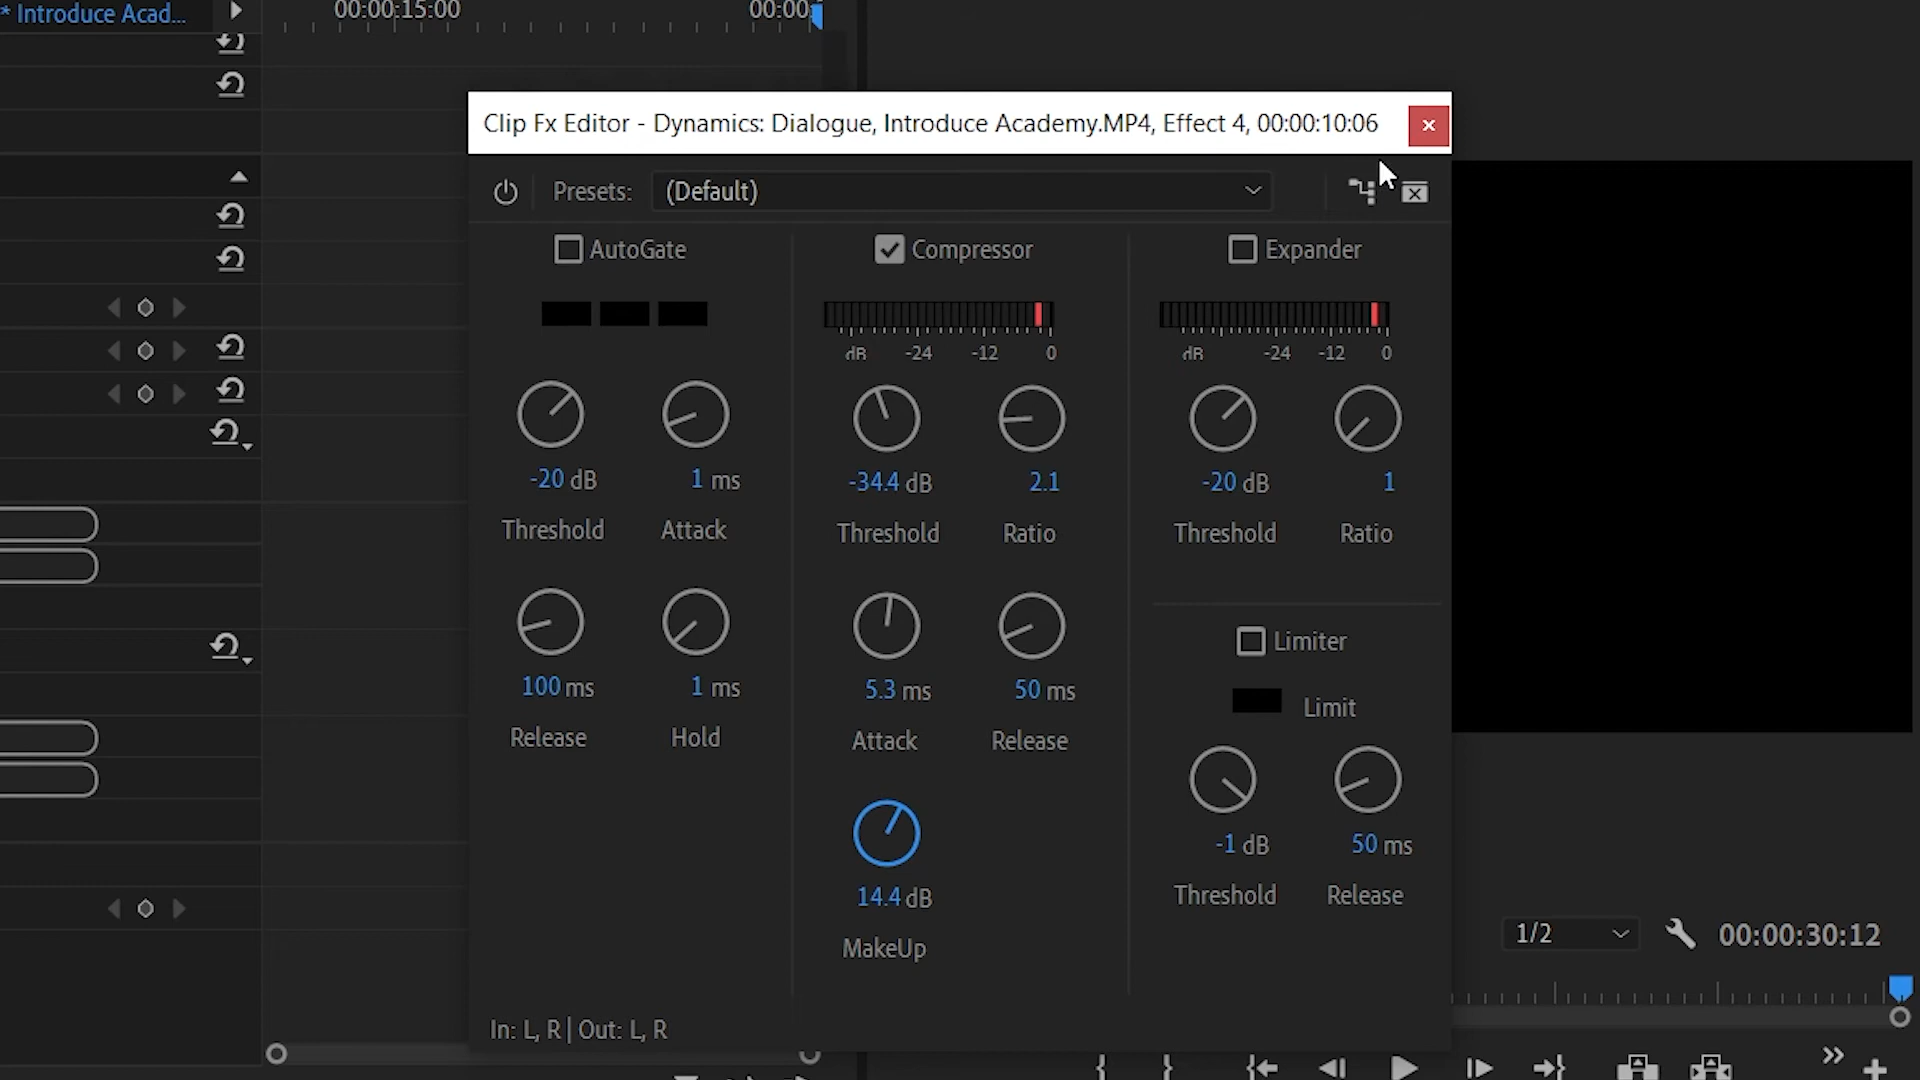 * Introduce Acad...
00:00:15:00
00:00:
Clip Fx Editor - Dynamics: Dialogue, Introduce Academy.MP4, Effect 4, 00:00:10:06
Presets: (Default)
AutoGate
-20 dB
1 ms
Threshold
Attack
100 ms
1 ms
Release
Hold
Compressor
dB -24 -12 0
-34.4 dB
2.1
Threshold
Ratio
5.3 ms
50 ms
Attack
Release
14.4 dB
MakeUp
Expander
dB -24 -12 0
-20 dB
1
Threshold
Ratio
Limiter
Limit
-1 dB
50 ms
Threshold
Release
In: L, R | Out: L, R
1/2
00:00:30:12